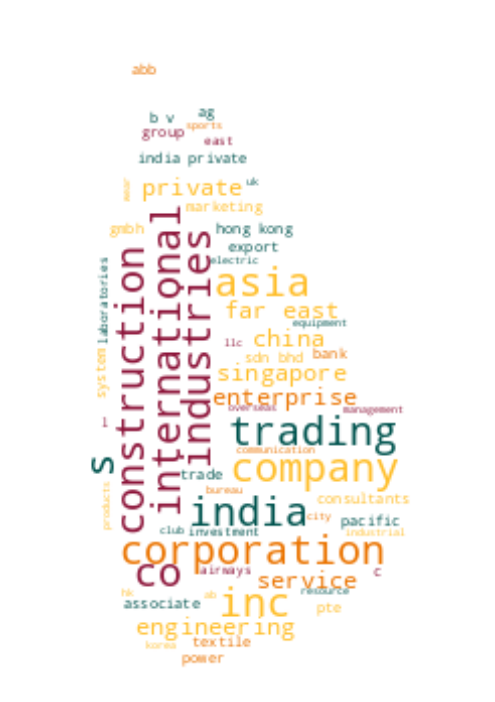 abb
b v
ag
sports
group
east
india private
wear
private
uk
marketing
gmbh
hong kong
export
electric
laboratories
construction
international
industries
asia
far east
equipment
china
llc
sdn bhd
bank
system
singapore
enterprise
overseas
management
l
trading
communication
s
trade
company
products
bureau
consultants
india
city
pacific
club
investment
industrial
corporation
co
airways
service
c
hk
ab
resource
associate
inc
pte
engineering
textile
korea
power